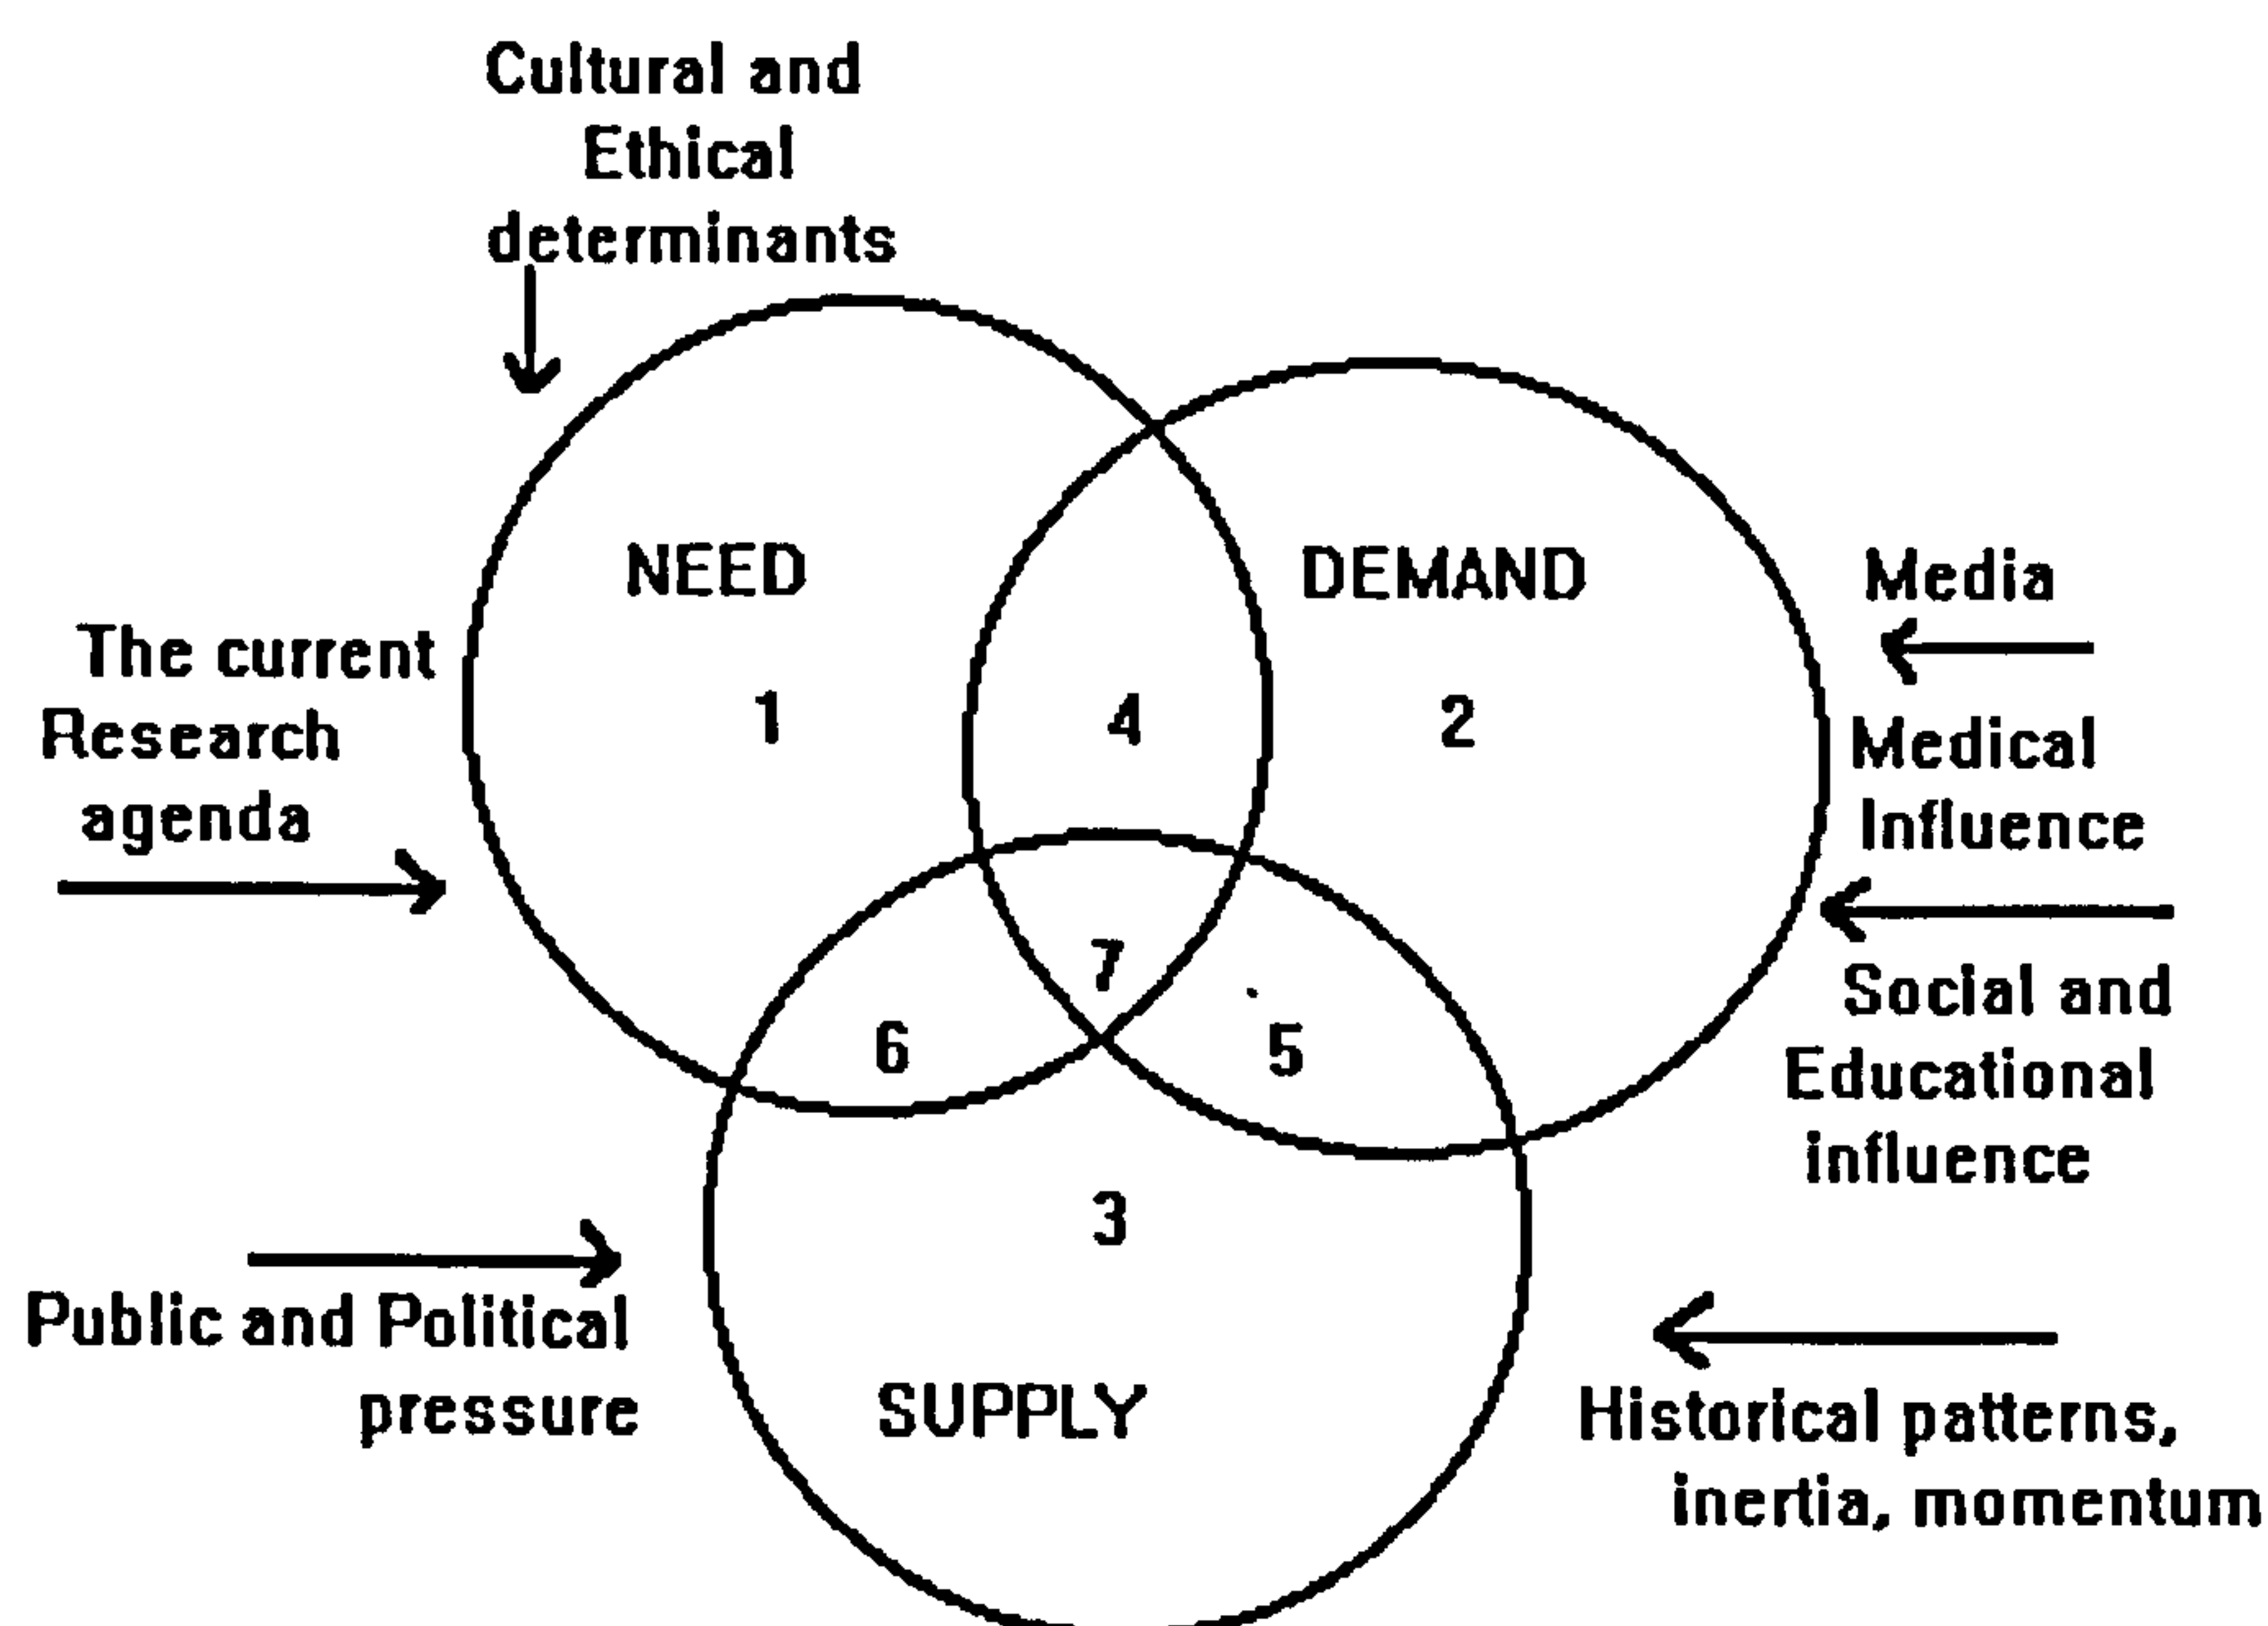 Cultural and
Ethical
determinants
NEED
DEMAND
The current
Research
agenda
1
4
2
Media
Medical
Influence
7
6
5
Social and
Educational
influence
3
Public and Political
pressure
SUPPLY
Historical patterns,
inertia, momentum